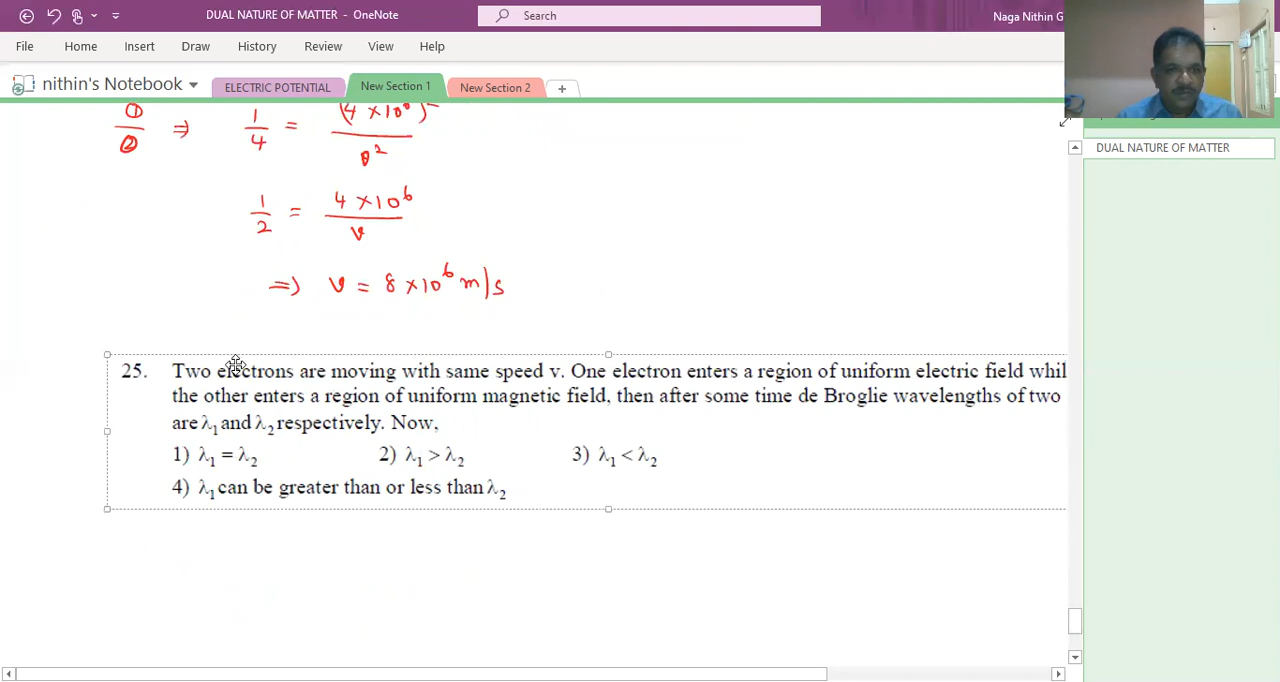 DUAL NATURE OF MATTER - OneNote
Search
Naga Nithin G
File Home Insert Draw History Review View Help
nithin's Notebook
ELECTRIC POTENTIAL
New Section 1
New Section 2
DUAL NATURE OF MATTER
①/② ⇒ 1/4 = (4 × 10⁶)²/v²
1/2 = 4 × 10⁶/v
⇒ v = 8 × 10⁶ m/s
25. Two electrons are moving with same speed v. One electron enters a region of uniform electric field whil
the other enters a region of uniform magnetic field, then after some time de Broglie wavelengths of two
are λ₁ and λ₂ respectively. Now,
1) λ₁ = λ₂ 2) λ₁ > λ₂ 3) λ₁ < λ₂
4) λ₁ can be greater than or less than λ₂